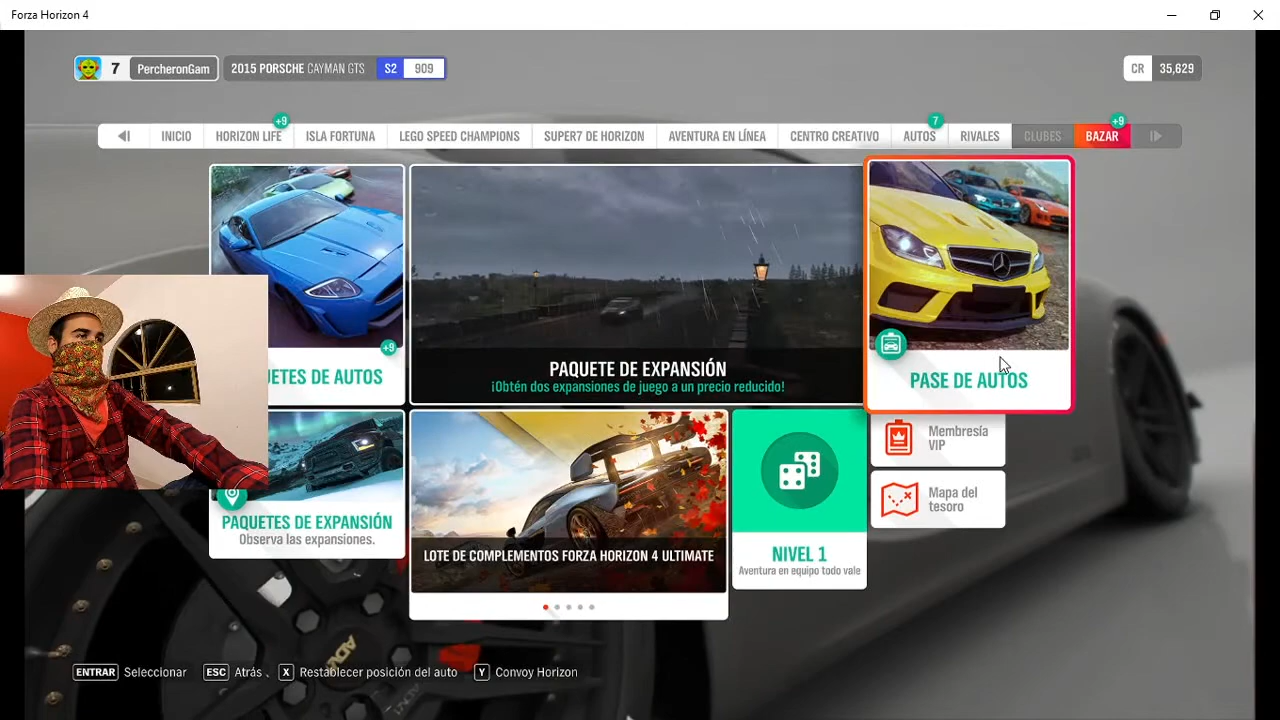 Forza Horizon 4
7 PercheronGam 2015 PORSCHE CAYMAN GTS S2 909 CR 35,629
+9 7 +9
INICIO HORIZON LIFE ISLA FORTUNA LEGO SPEED CHAMPIONS SUPER7 DE HORIZON AVENTURA EN LÍNEA CENTRO CREATIVO AUTOS RIVALES CLUBES BAZAR
+9
ETES DE AUTOS
PAQUETE DE EXPANSIÓN
¡Obtén dos expansiones de juego a un precio reducido!
PASE DE AUTOS
PAQUETES DE EXPANSIÓN
Observa las expansiones.
LOTE DE COMPLEMENTOS FORZA HORIZON 4 ULTIMATE
NIVEL 1
Aventura en equipo todo vale
Membresía
VIP
Mapa del
tesoro
ENTRAR Seleccionar ESC Atrás X Restablecer posición del auto Y Convoy Horizon